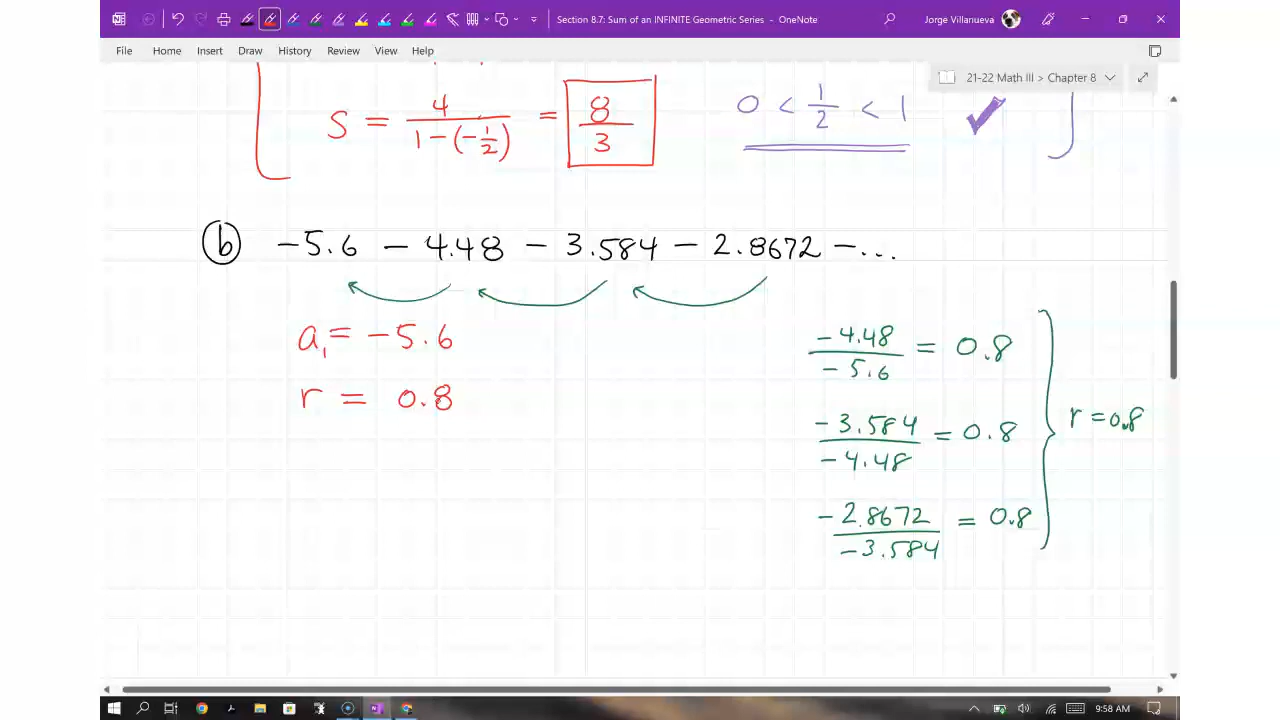 Section 8.7: Sum of an INFINITE Geometric Series - OneNote
Jorge Villanueva
File Home Insert Draw History Review View Help
21-22 Math III > Chapter 8
S = 4 / (1 - (-1/2)) = 8/3
0 < 1/2 < 1 ✓
(b) -5.6 - 4.48 - 3.584 - 2.8672 - ...
a₁ = -5.6
r = 0.8
-4.48 / -5.6 = 0.8
-3.584 / -4.48 = 0.8
-2.8672 / -3.584 = 0.8
r = 0.8
9:58 AM